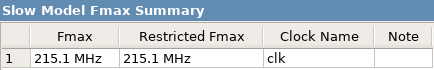 Slow Model Fmax Summary
Fmax Restricted Fmax Clock Name Note
1 215.1 MHz 215.1 MHz clk